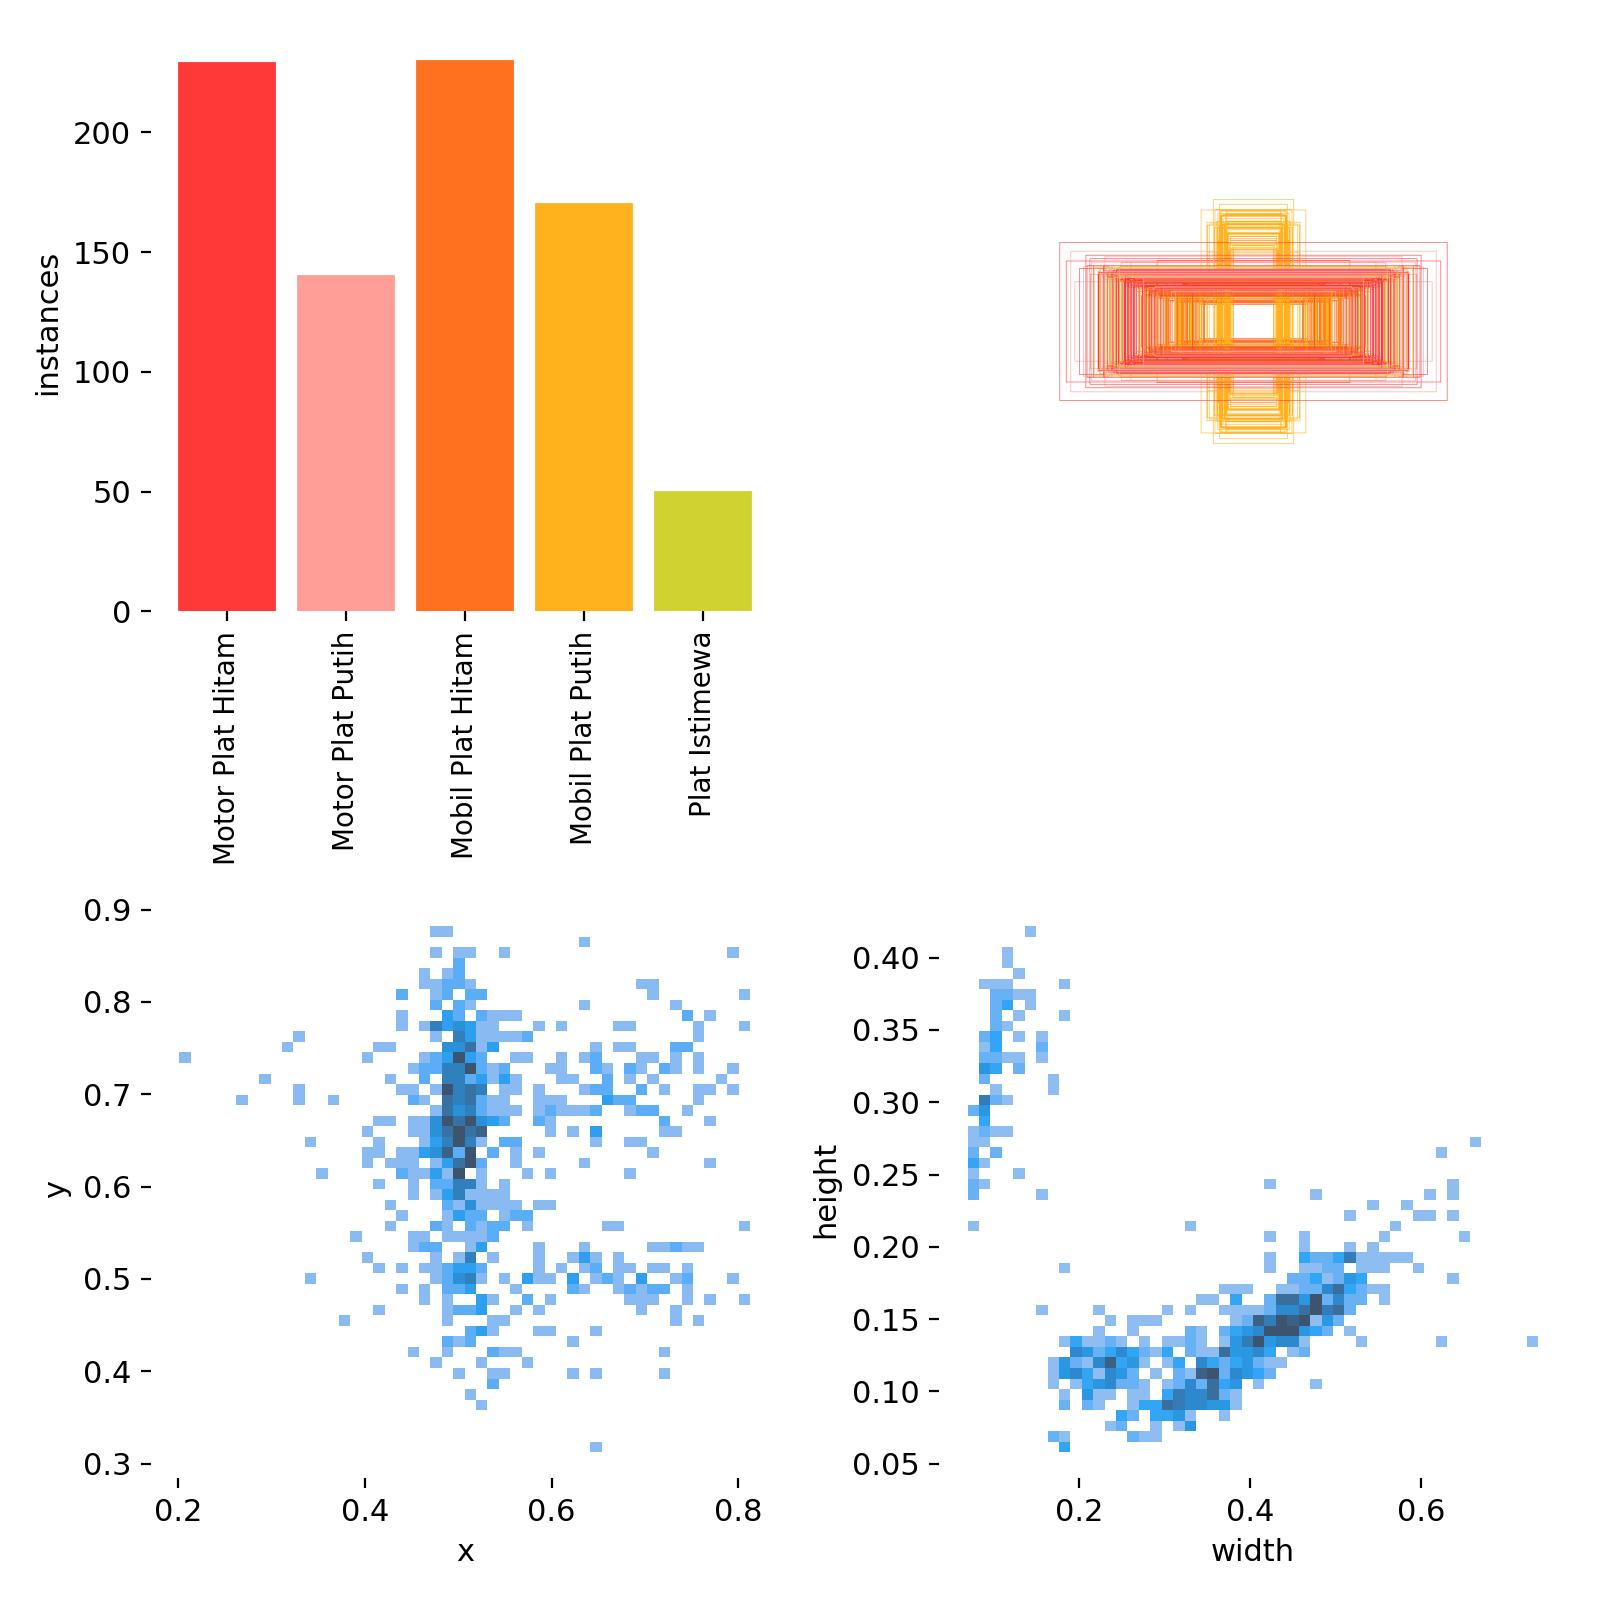 instances
200
150
100
50
0
Motor Plat Hitam
Motor Plat Putih
Mobil Plat Hitam
Mobil Plat Putih
Plat Istimewa
y
0.9
0.8
0.7
0.6
0.5
0.4
0.3
0.2 0.4 0.6 0.8
x
height
0.40
0.35
0.30
0.25
0.20
0.15
0.10
0.05
0.2 0.4 0.6
width